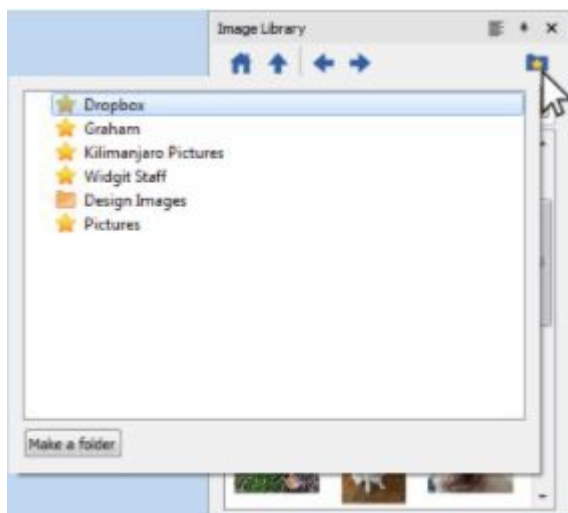 Image Library
Dropbox
Graham
Kilimanjaro Pictures
Widgit Staff
Design Images
Pictures
Make a folder